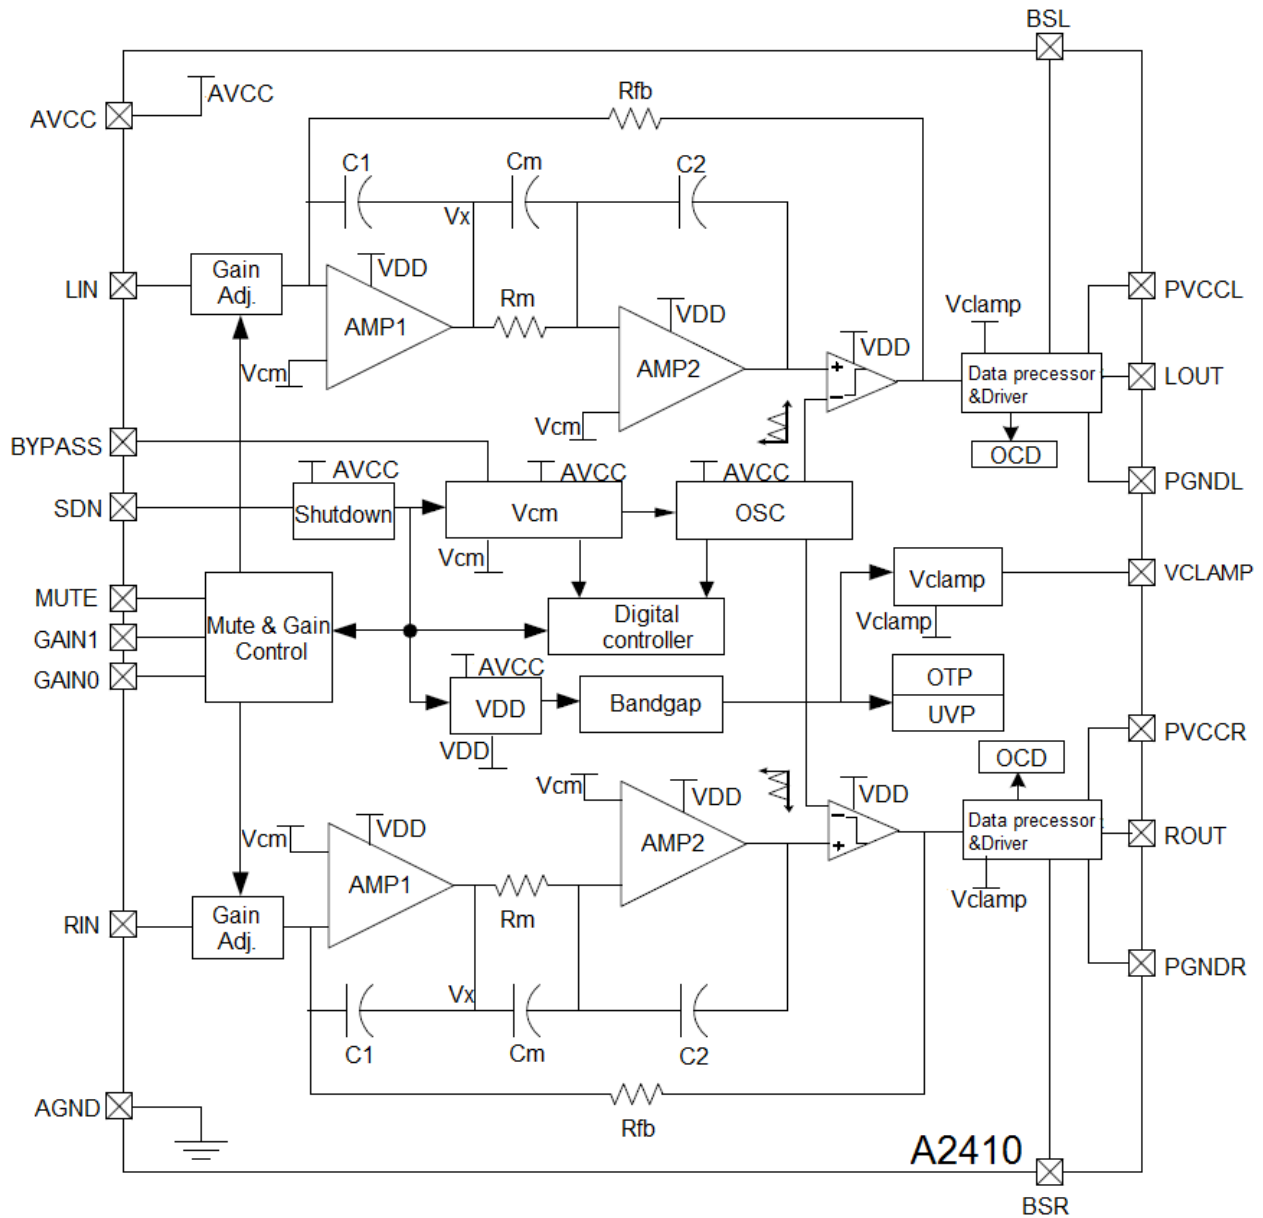 BSL
AVCC
AVCC
Rfb
C1
Cm
C2
Vx
LIN
Gain
Adj.
VDD
AMP1
Rm
Vcm
VDD
AMP2
Vcm
VDD
+
−
Vclamp
Data precessor
&Driver
OCD
PVCCL
LOUT
PGNDL
BYPASS
SDN
AVCC
Shutdown
AVCC
Vcm
Vcm
AVCC
OSC
Vclamp
Vclamp
VCLAMP
MUTE
GAIN1
GAIN0
Mute & Gain
Control
Digital
controller
AVCC
VDD
VDD
Bandgap
OTP
UVP
PVCCR
OCD
Vcm
VDD
AMP2
VDD
−
+
Data precessor
&Driver
Vclamp
ROUT
Vcm
VDD
AMP1
Rm
RIN
Gain
Adj.
Vx
C1
Cm
C2
PGNDR
Rfb
AGND
A2410
BSR